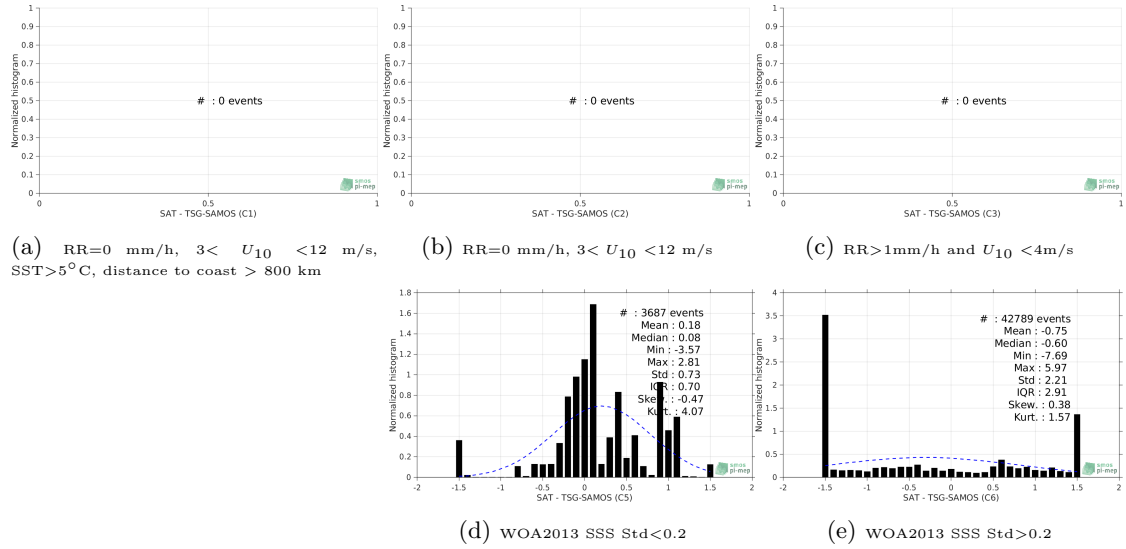 1
0.9
0.8
0.7
0.6
0.5
0.4
0.3
0.2
0.1
0
Normalized histogram
# : 0 events
smos
pi-mep
0 0.5 1
SAT - TSG-SAMOS (C1)
(a) RR=0 mm/h, 3< U10 <12 m/s,
SST>5°C, distance to coast > 800 km
1
0.9
0.8
0.7
0.6
0.5
0.4
0.3
0.2
0.1
0
Normalized histogram
# : 0 events
smos
pi-mep
0 0.5 1
SAT - TSG-SAMOS (C2)
(b) RR=0 mm/h, 3< U10 <12 m/s
1
0.9
0.8
0.7
0.6
0.5
0.4
0.3
0.2
0.1
0
Normalized histogram
# : 0 events
smos
pi-mep
0 0.5 1
SAT - TSG-SAMOS (C3)
(c) RR>1mm/h and U10 <4m/s
1.8
1.6
1.4
1.2
1
0.8
0.6
0.4
0.2
0
Normalized histogram
# : 3687 events
Mean : 0.18
Median : 0.08
Min : -3.57
Max : 2.81
Std : 0.73
IQR : 0.70
Skew. : -0.47
Kurt. : 4.07
smos
pi-mep
-2 -1.5 -1 -0.5 0 0.5 1 1.5 2
SAT - TSG-SAMOS (C5)
(d) WOA2013 SSS Std<0.2
4
3.5
3
2.5
2
1.5
1
0.5
0
Normalized histogram
# : 42789 events
Mean : -0.75
Median : -0.60
Min : -7.69
Max : 5.97
Std : 2.21
IQR : 2.91
Skew. : 0.38
Kurt. : 1.57
smos
pi-mep
-2 -1.5 -1 -0.5 0 0.5 1 1.5 2
SAT - TSG-SAMOS (C6)
(e) WOA2013 SSS Std>0.2